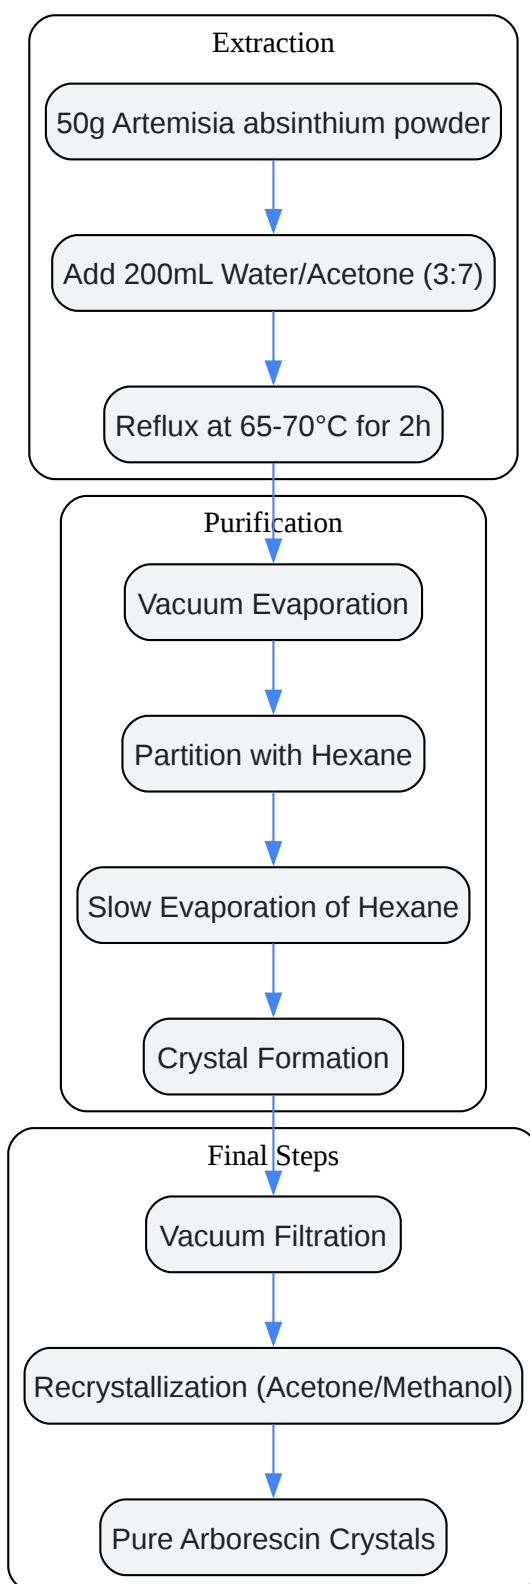 Extraction
50g Artemisia absinthium powder
Add 200mL Water/Acetone (3:7)
Reflux at 65-70°C for 2h
Purification
Vacuum Evaporation
Partition with Hexane
Slow Evaporation of Hexane
Crystal Formation
Final Steps
Vacuum Filtration
Recrystallization (Acetone/Methanol)
Pure Arborescin Crystals